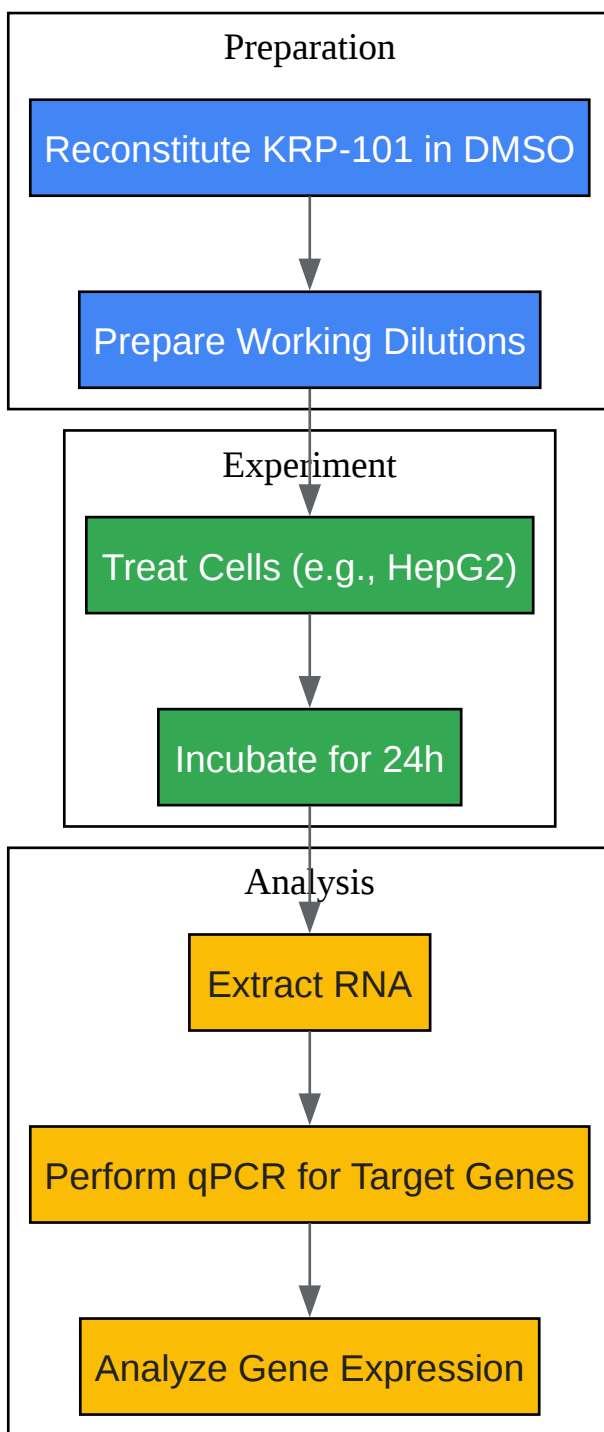 Preparation
Reconstitute KRP-101 in DMSO
Prepare Working Dilutions
Experiment
Treat Cells (e.g., HepG2)
Incubate for 24h
Analysis
Extract RNA
Perform qPCR for Target Genes
Analyze Gene Expression